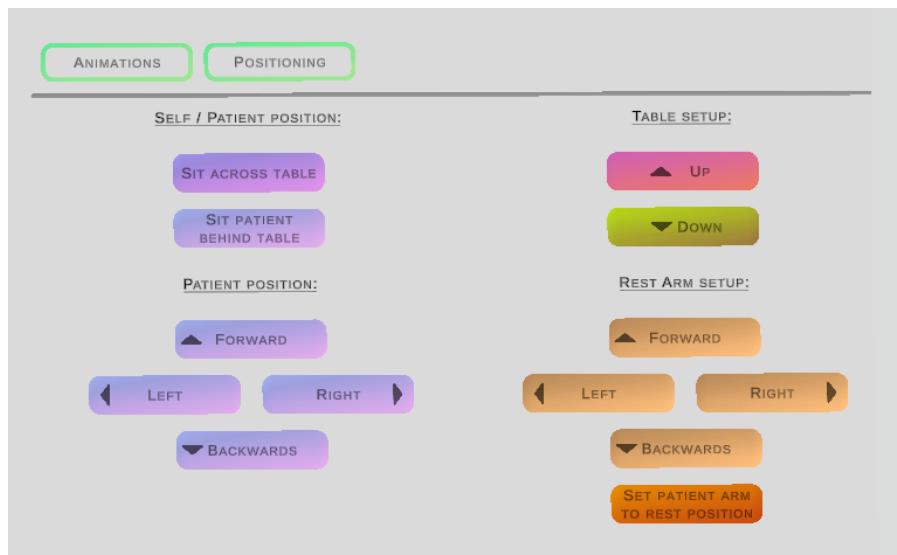 ANIMATIONS
POSITIONING
SELF / PATIENT POSITION:
SIT ACROSS TABLE
SIT PATIENT
BEHIND TABLE
PATIENT POSITION:
FORWARD
LEFT
RIGHT
BACKWARDS
TABLE SETUP:
UP
DOWN
REST ARM SETUP:
FORWARD
LEFT
RIGHT
BACKWARDS
SET PATIENT ARM
TO REST POSITION